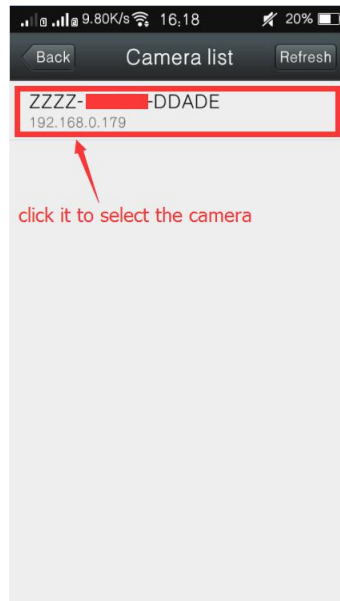 9.80K/s 16:18 20%
Back Camera list Refresh
ZZZZ- -DDADE
192.168.0.179
click it to select the camera